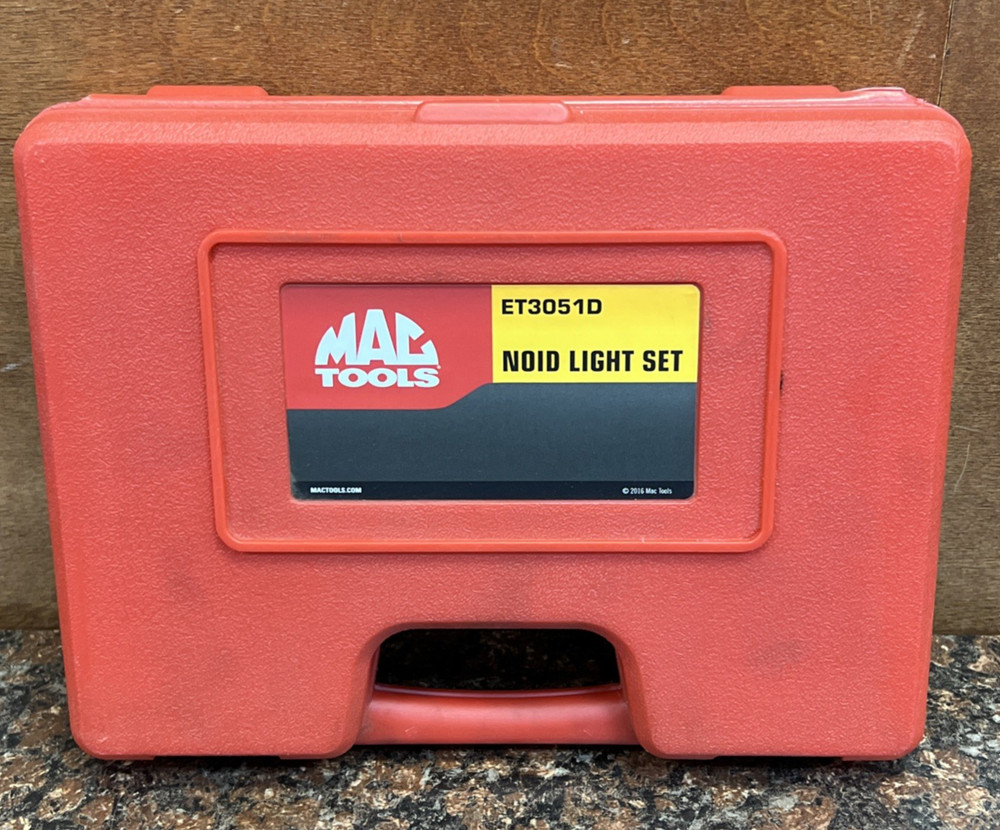 MAC
TOOLS
ET3051D
NOID LIGHT SET
MACTOOLS.COM
© 2016 Mac Tools